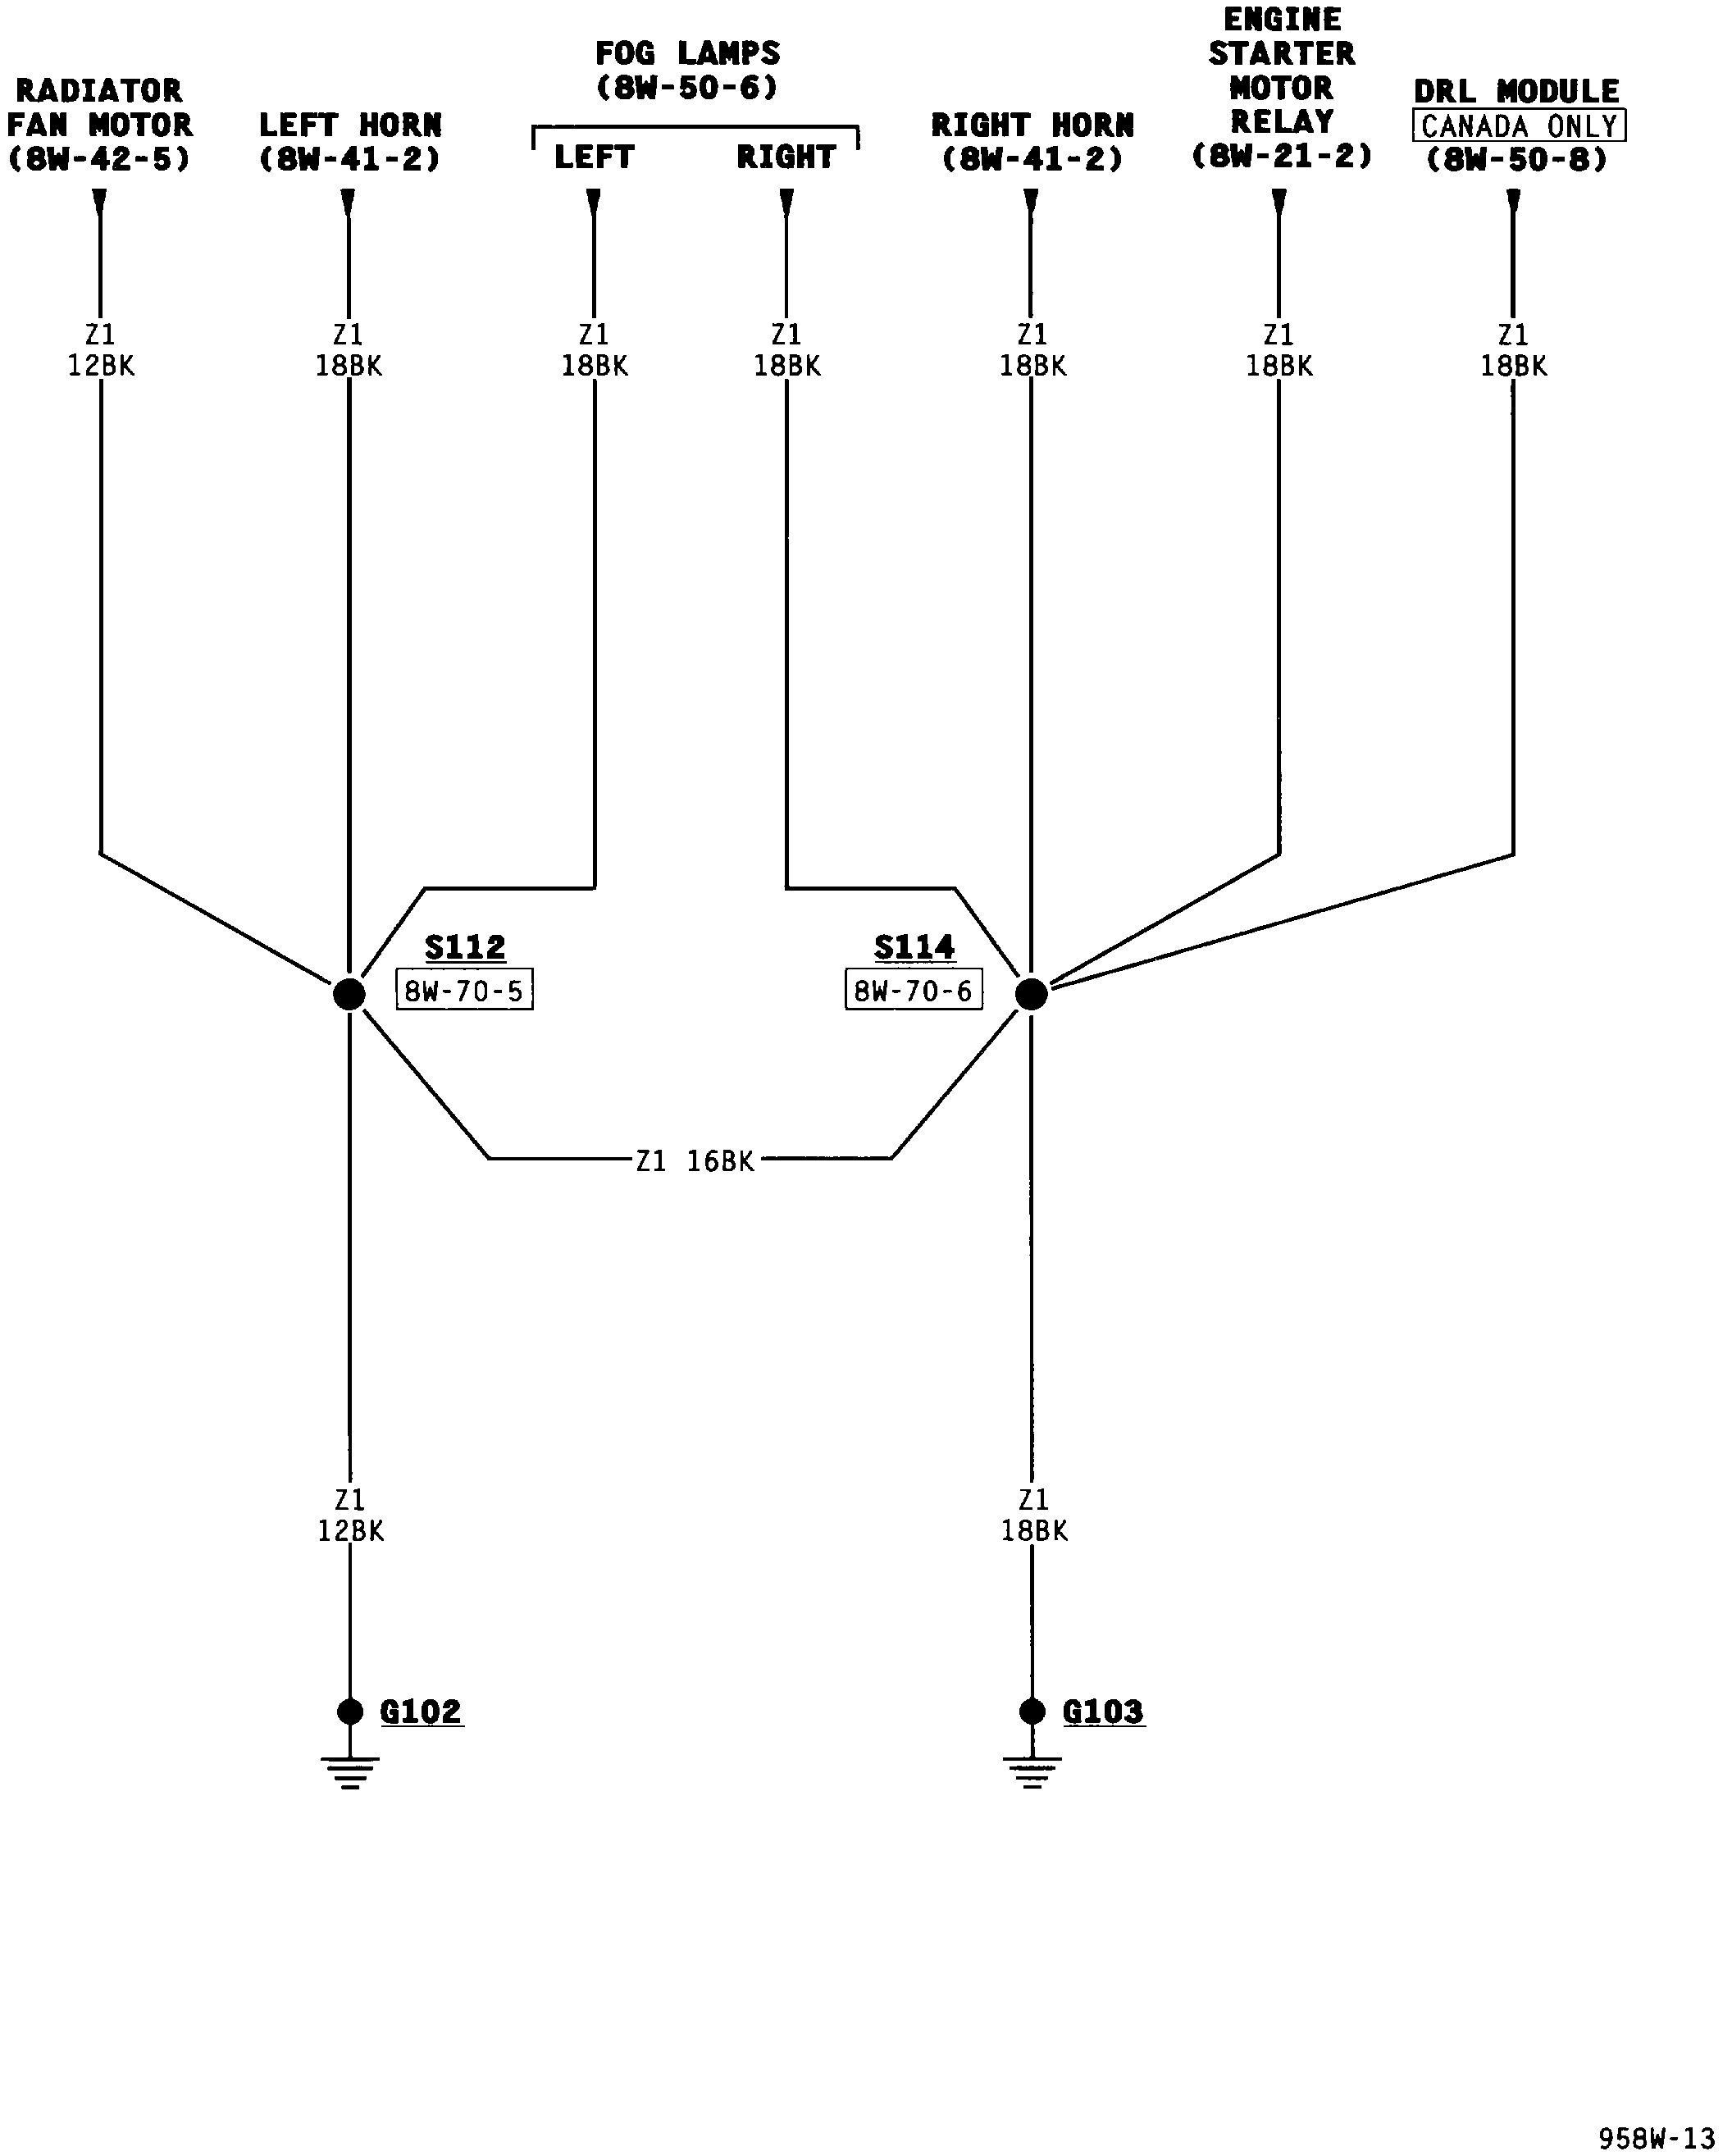 RADIATOR
FAN MOTOR
(8W-42-5)
LEFT HORN
(8W-41-2)
FOG LAMPS
(8W-50-6)
LEFT
RIGHT
RIGHT HORN
(8W-41-2)
ENGINE
STARTER
MOTOR
RELAY
(8W-21-2)
DRL MODULE
CANADA ONLY
(8W-50-8)
Z1
12BK
Z1
18BK
Z1
18BK
Z1
18BK
Z1
18BK
Z1
18BK
Z1
18BK
S112
8W-70-5
S114
8W-70-6
Z1 16BK
Z1
12BK
Z1
18BK
G102
G103
958W-13